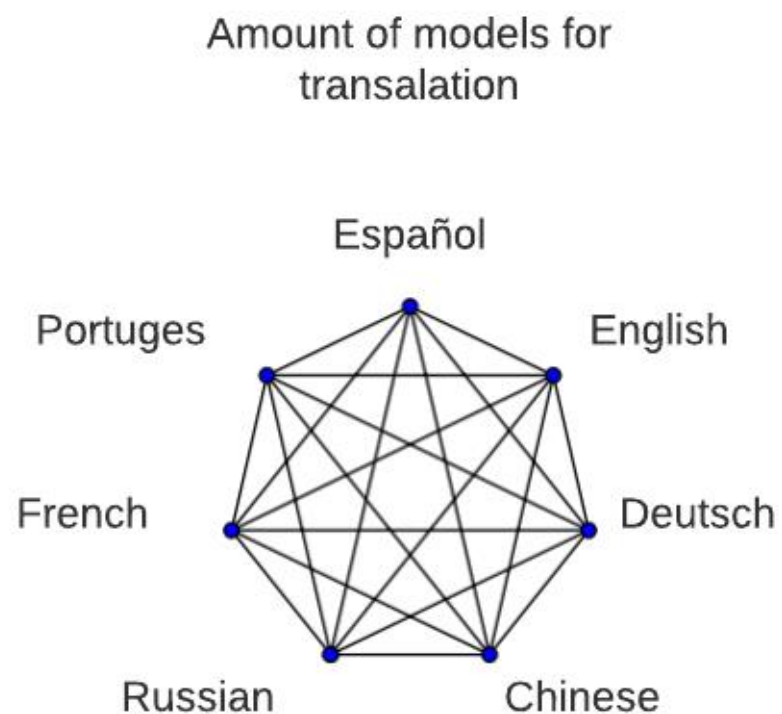 Amount of models for
transalation
Español
Portuges
English
French
Deutsch
Russian
Chinese